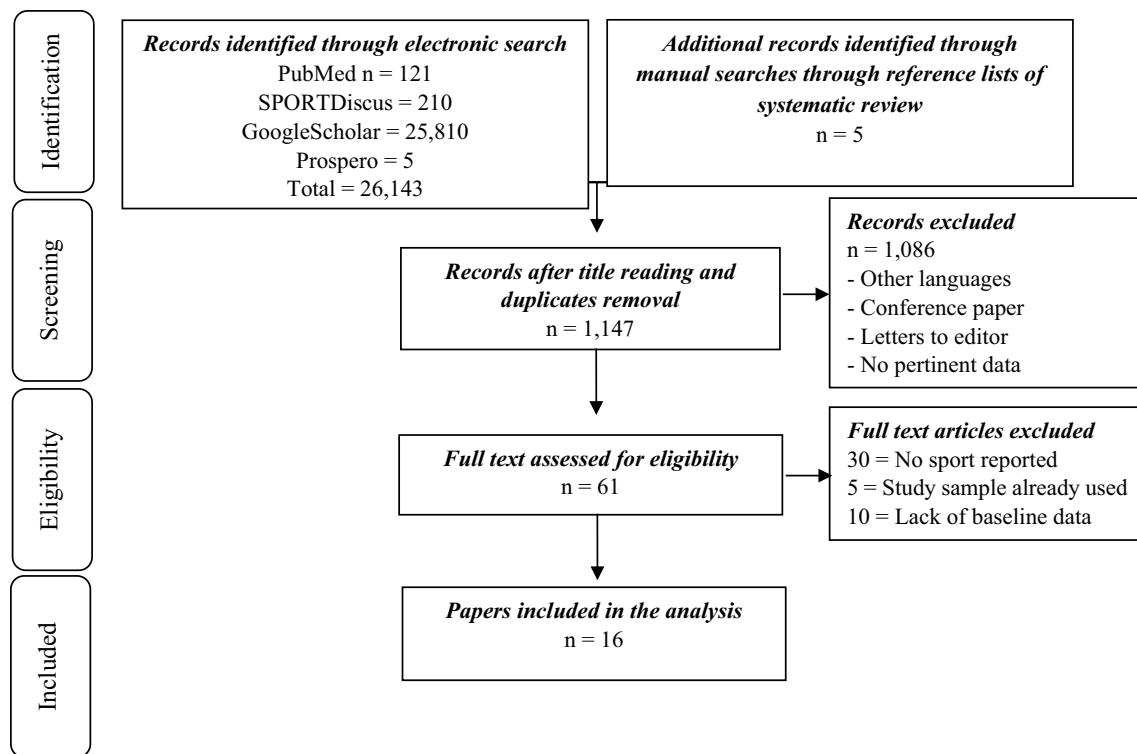 Identification
Records identified through electronic search
PubMed n = 121
SPORTDiscus = 210
GoogleScholar = 25,810
Prospero = 5
Total = 26,143
Additional records identified through
manual searches through reference lists of
systematic review
n = 5
Screening
Records after title reading and
duplicates removal
n = 1,147
Records excluded
n = 1,086
- Other languages
- Conference paper
- Letters to editor
- No pertinent data
Eligibility
Full text assessed for eligibility
n = 61
Full text articles excluded
30 = No sport reported
5 = Study sample already used
10 = Lack of baseline data
Included
Papers included in the analysis
n = 16